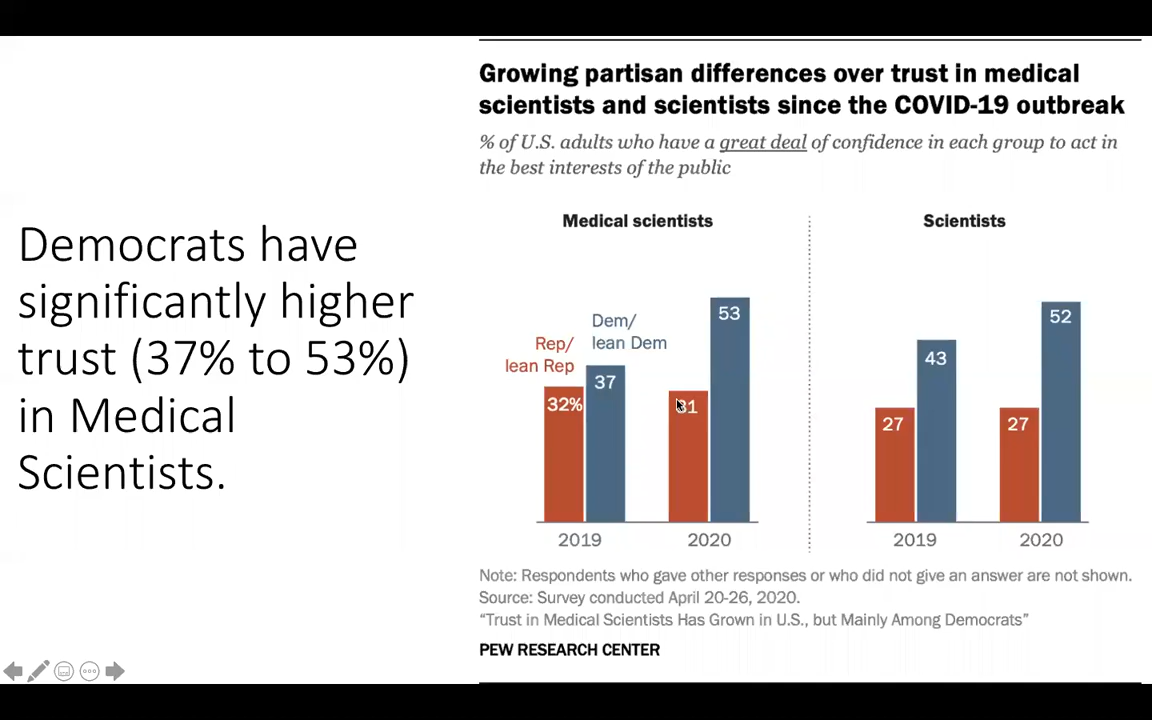 Democrats have
significantly higher
trust (37% to 53%)
in Medical
Scientists.
Growing partisan differences over trust in medical
scientists and scientists since the COVID-19 outbreak
% of U.S. adults who have a great deal of confidence in each group to act in
the best interests of the public
Medical scientists
Rep/
lean Rep
Dem/
lean Dem
32%
37
31
53
2019
2020
Scientists
27
43
27
52
2019
2020
Note: Respondents who gave other responses or who did not give an answer are not shown.
Source: Survey conducted April 20-26, 2020.
“Trust in Medical Scientists Has Grown in U.S., but Mainly Among Democrats”
PEW RESEARCH CENTER